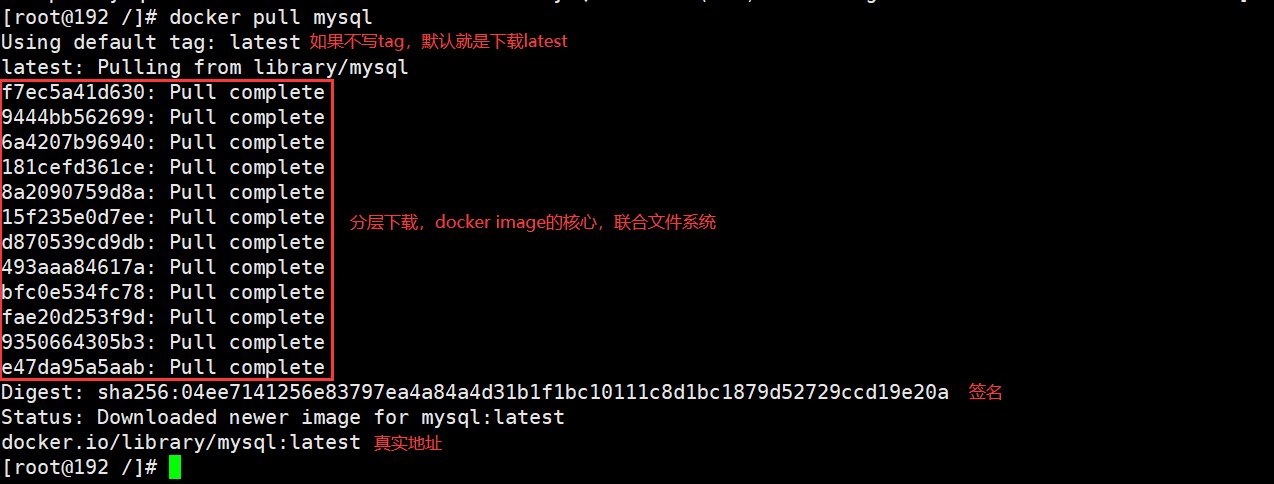 [root@192 /]# docker pull mysql
Using default tag: latest 如果不写tag，默认就是下载latest
latest: Pulling from library/mysql
f7ec5a41d630: Pull complete
9444bb562699: Pull complete
6a4207b96940: Pull complete
181cefd361ce: Pull complete
8a2090759d8a: Pull complete
15f235e0d7ee: Pull complete
分层下载，docker image的核心，联合文件系统
d870539cd9db: Pull complete
493aaa84617a: Pull complete
bfc0e534fc78: Pull complete
fae20d253f9d: Pull complete
9350664305b3: Pull complete
e47da95a5aab: Pull complete
Digest: sha256:04ee7141256e83797ea4a84a4d31b1f1bc10111c8d1bc1879d52729ccd19e20a 签名
Status: Downloaded newer image for mysql:latest
docker.io/library/mysql:latest 真实地址
[root@192 /]#